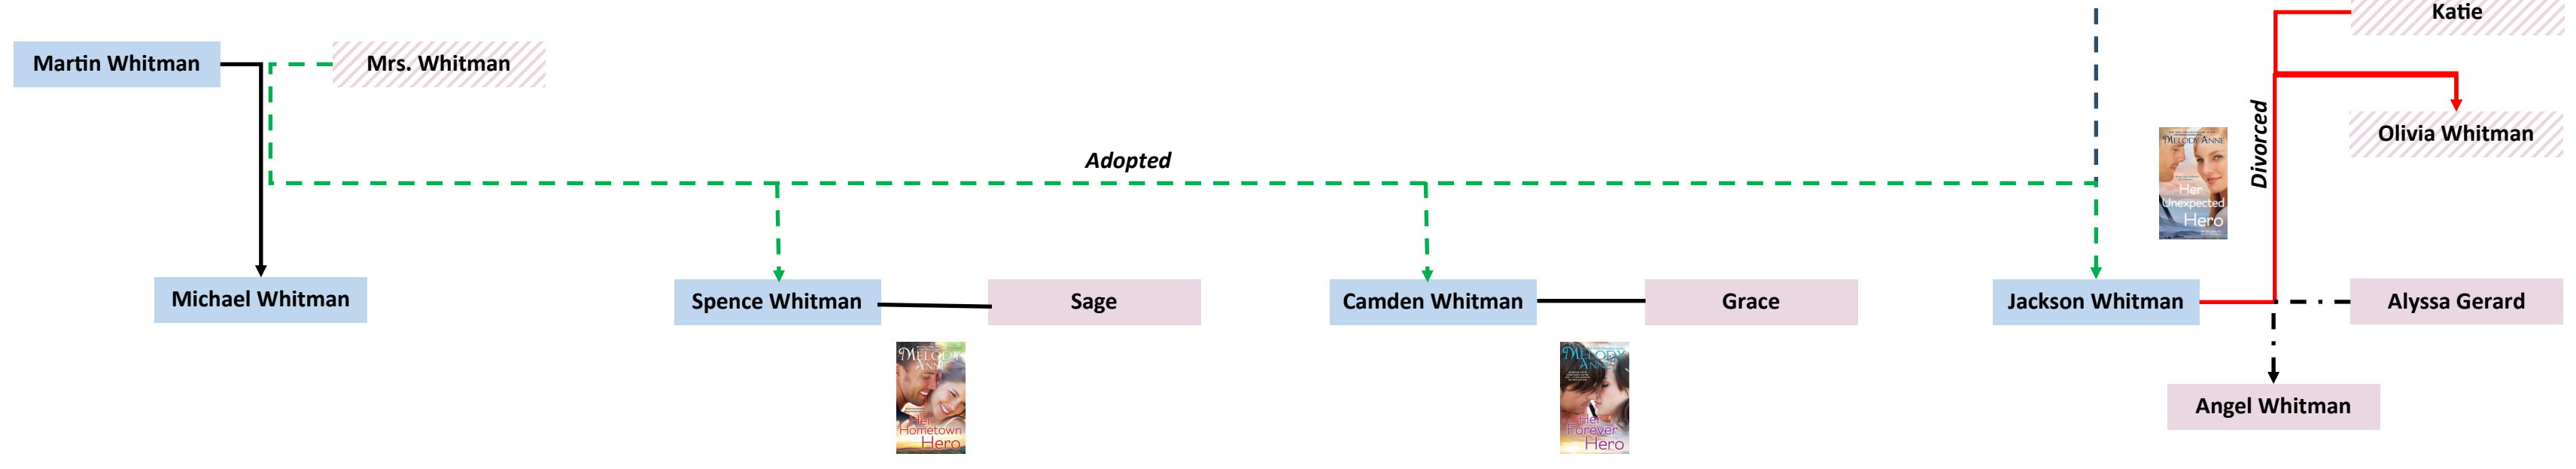 Katie
Martin Whitman
Mrs. Whitman
Divorced
Olivia Whitman
MELODY ANNE
Her
Unexpected
Hero
Adopted
Michael Whitman
Spence Whitman
Sage
Camden Whitman
Grace
Jackson Whitman
Alyssa Gerard
MELODY
ANNE
Her
Hometown
Hero
MELODY
ANNE
Her
Forever
Hero
Angel Whitman